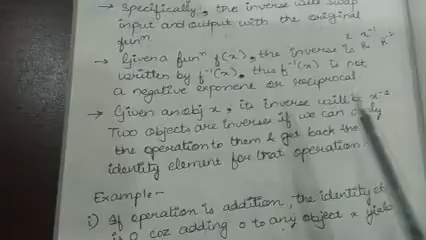 → Specifically, the inverse will swap
input and output with the original
funⁿ.
→ Given a funⁿ f(x), the inverse is
written by f⁻¹(x), thus f⁻¹(x) is not
a negative exponent or reciprocal
→ Given an obj x, its inverse will be x⁻¹
Two objects are inverses if we can
the operation to them & get back the
identity element for that operation.
Example:-
i) If operation is addition, the identity el
is 0 coz adding 0 to any object x yiel